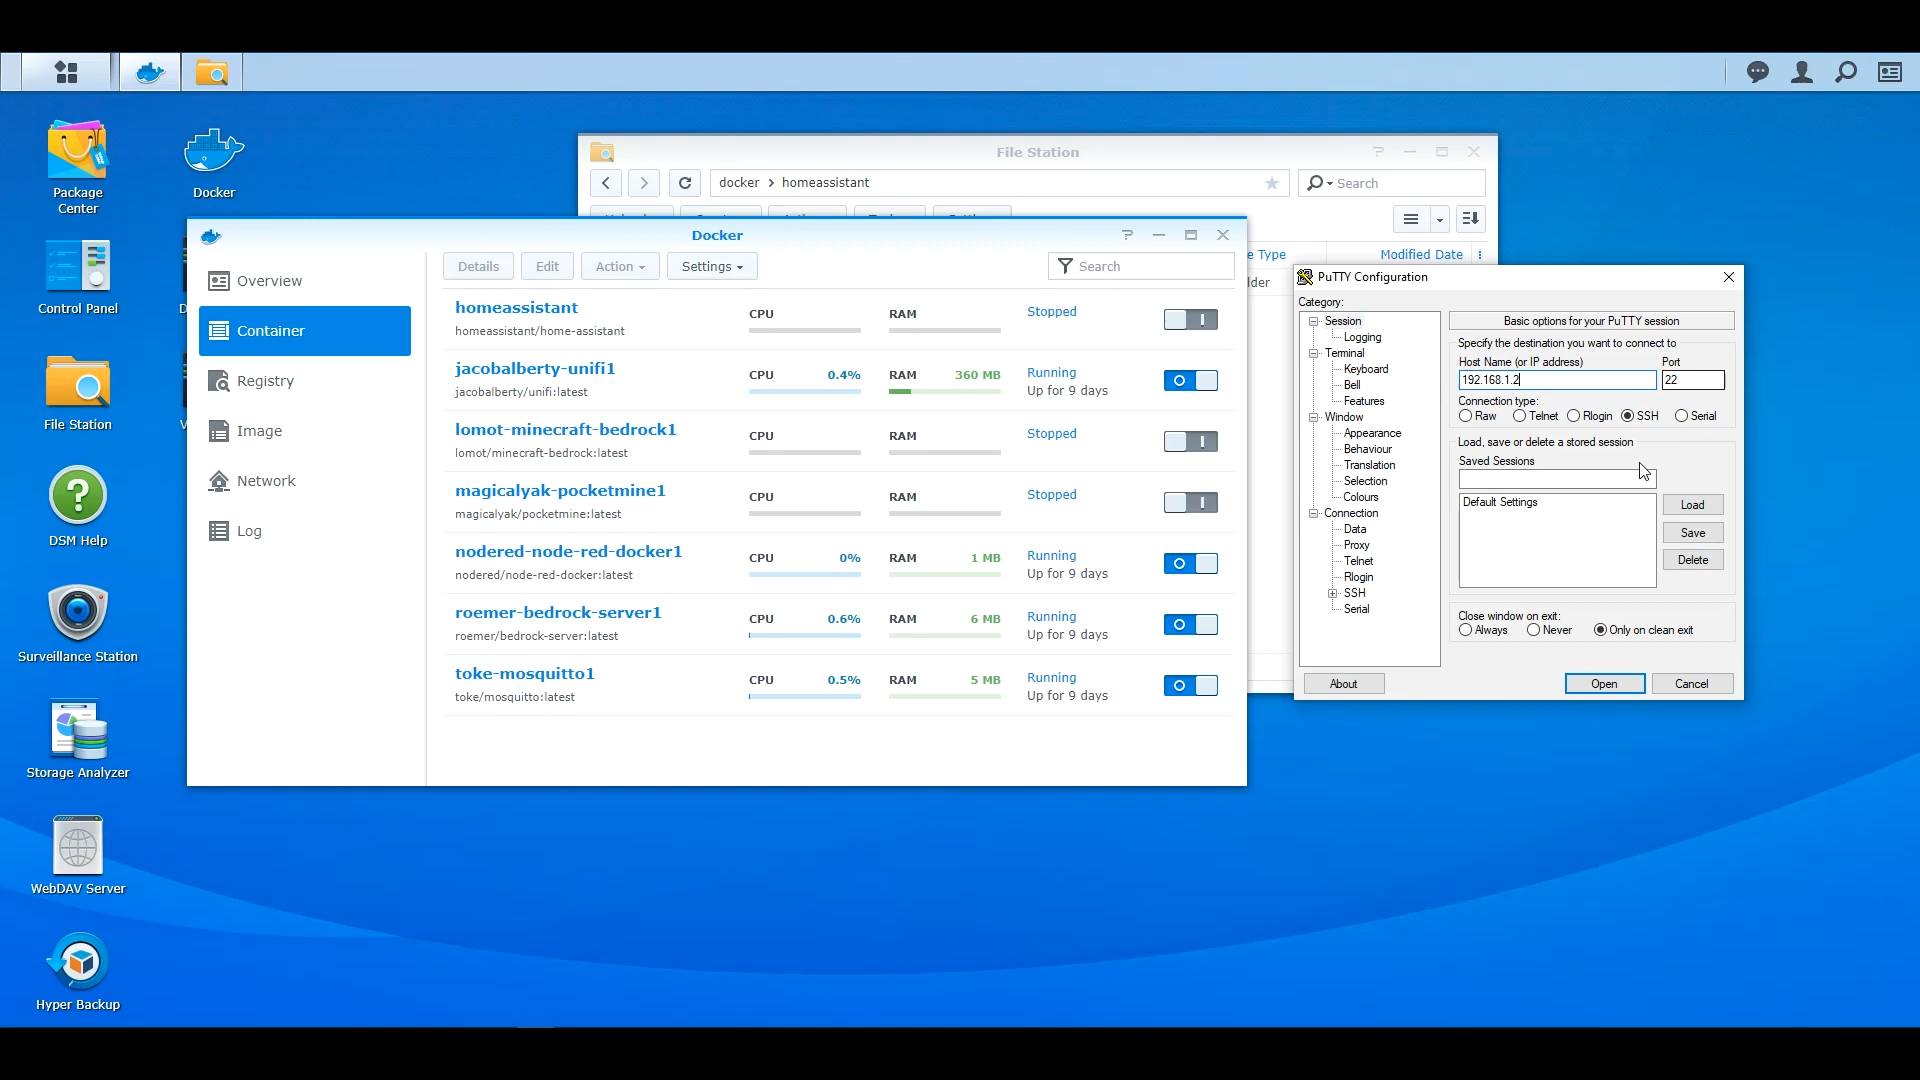 Package
Center
Docker
Control Panel
File Station
DSM Help
Surveillance Station
Storage Analyzer
WebDAV Server
Hyper Backup
File Station
docker > homeassistant
Search
Type
Modified Date
Docker
Overview
Container
Registry
Image
Network
Log
Details Edit Action Settings
Search
homeassistant CPU RAM Stopped
homeassistant/home-assistant
jacobalberty-unifi1 CPU 0.4% RAM 360 MB Running
jacobalberty/unifi:latest Up for 9 days
lomot-minecraft-bedrock1 CPU RAM Stopped
lomot/minecraft-bedrock:latest
magicalyak-pocketmine1 CPU RAM Stopped
magicalyak/pocketmine:latest
nodered-node-red-docker1 CPU 0% RAM 1 MB Running
nodered/node-red-docker:latest Up for 9 days
roemer-bedrock-server1 CPU 0.6% RAM 6 MB Running
roemer/bedrock-server:latest Up for 9 days
toke-mosquitto1 CPU 0.5% RAM 5 MB Running
toke/mosquitto:latest Up for 9 days
PuTTY Configuration
Category:
Session
Logging
Terminal
Keyboard
Bell
Features
Window
Appearance
Behaviour
Translation
Selection
Colours
Connection
Data
Proxy
Telnet
Rlogin
SSH
Serial
Basic options for your PuTTY session
Specify the destination you want to connect to
Host Name (or IP address) Port
192.168.1.2 22
Connection type:
Raw Telnet Rlogin SSH Serial
Load, save or delete a stored session
Saved Sessions
Default Settings
Load
Save
Delete
Close window on exit:
Always Never Only on clean exit
About Open Cancel